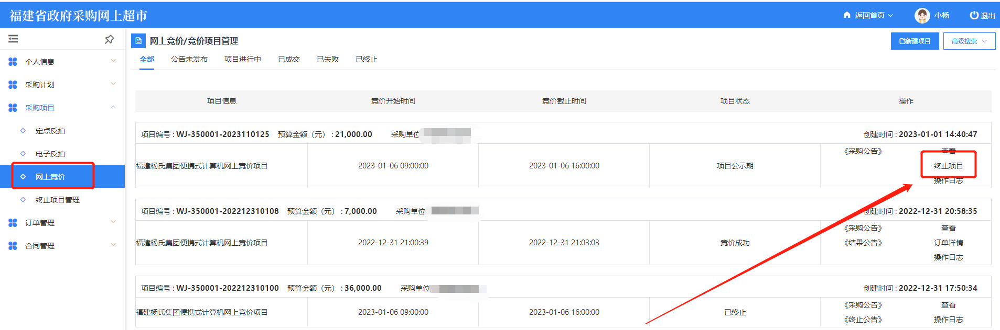 福建省政府采购网上超市
返回首页
小杨
退出
网上竞价/竞价项目管理
新建项目
高级搜索
个人信息
采购计划
采购项目
定点反拍
电子反拍
网上竞价
终止项目管理
订单管理
合同管理
全部 公告未发布 项目进行中 已成交 已失败 已终止
项目信息 竞价开始时间 竞价截止时间 项目状态 操作
项目编号 : WJ-350001-2023110125 预算金额（元） : 21,000.00 采购单位 创建时间 : 2023-01-01 14:40:47
福建杨氏集团便携式计算机网上竞价项目 2023-01-06 09:00:00 2023-01-06 16:00:00 项目公示期
《采购公告》 查看
终止项目
操作日志
项目编号 : WJ-350001-202212310108 预算金额（元） : 7,000.00 采购单位 创建时间 : 2022-12-31 20:58:35
福建杨氏集团便携式计算机网上竞价项目 2022-12-31 21:00:39 2022-12-31 21:03:03 竞价成功
《采购公告》 查看
《结果公告》 订单详情
操作日志
项目编号 : WJ-350001-202212310100 预算金额（元） : 36,000.00 采购单位 创建时间 : 2022-12-31 17:50:34
福建杨氏集团便携式计算机网上竞价项目 2023-01-06 09:00:00 2023-01-06 16:00:00 已终止
《采购公告》 查看
《终止公告》 操作日志